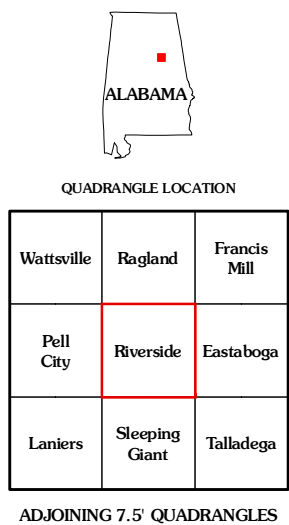 ALABAMA
QUADRANGLE LOCATION
Wattsville
Ragland
Francis
Mill
Pell
City
Riverside
Eastaboga
Laniers
Sleeping
Giant
Talladega
ADJOINING 7.5' QUADRANGLES